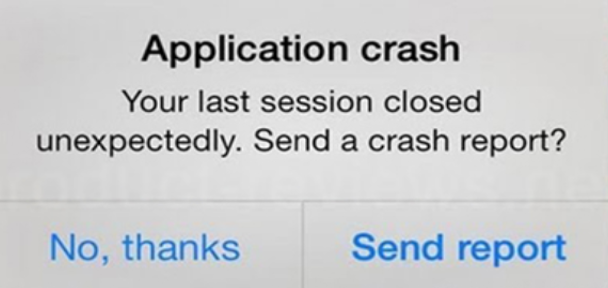 Application crash
Your last session closed
unexpectedly. Send a crash report?
No, thanks
Send report